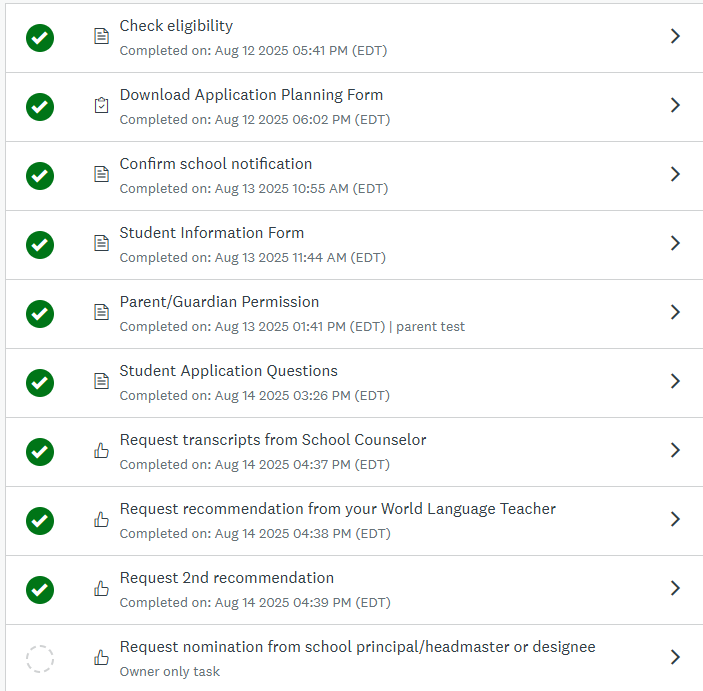 Check eligibility
Completed on: Aug 12 2025 05:41 PM (EDT)
Download Application Planning Form
Completed on: Aug 12 2025 06:02 PM (EDT)
Confirm school notification
Completed on: Aug 13 2025 10:55 AM (EDT)
Student Information Form
Completed on: Aug 13 2025 11:44 AM (EDT)
Parent/Guardian Permission
Completed on: Aug 13 2025 01:41 PM (EDT) | parent test
Student Application Questions
Completed on: Aug 14 2025 03:26 PM (EDT)
Request transcripts from School Counselor
Completed on: Aug 14 2025 04:37 PM (EDT)
Request recommendation from your World Language Teacher
Completed on: Aug 14 2025 04:38 PM (EDT)
Request 2nd recommendation
Completed on: Aug 14 2025 04:39 PM (EDT)
Request nomination from school principal/headmaster or designee
Owner only task